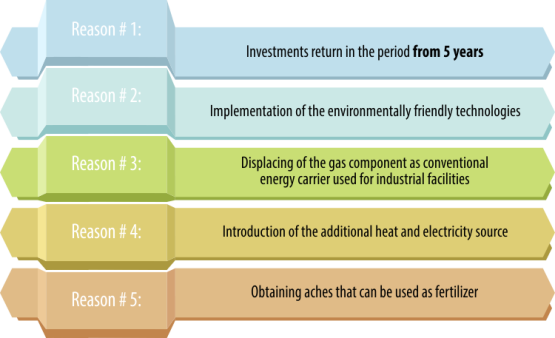 Reason # 1:
Investments return in the period from 5 years
Reason # 2:
Implementation of the environmentally friendly technologies
Reason # 3:
Displacing of the gas component as conventional
energy carrier used for industrial facilities
Reason # 4:
Introduction of the additional heat and electricity source
Reason # 5:
Obtaining aches that can be used as fertilizer